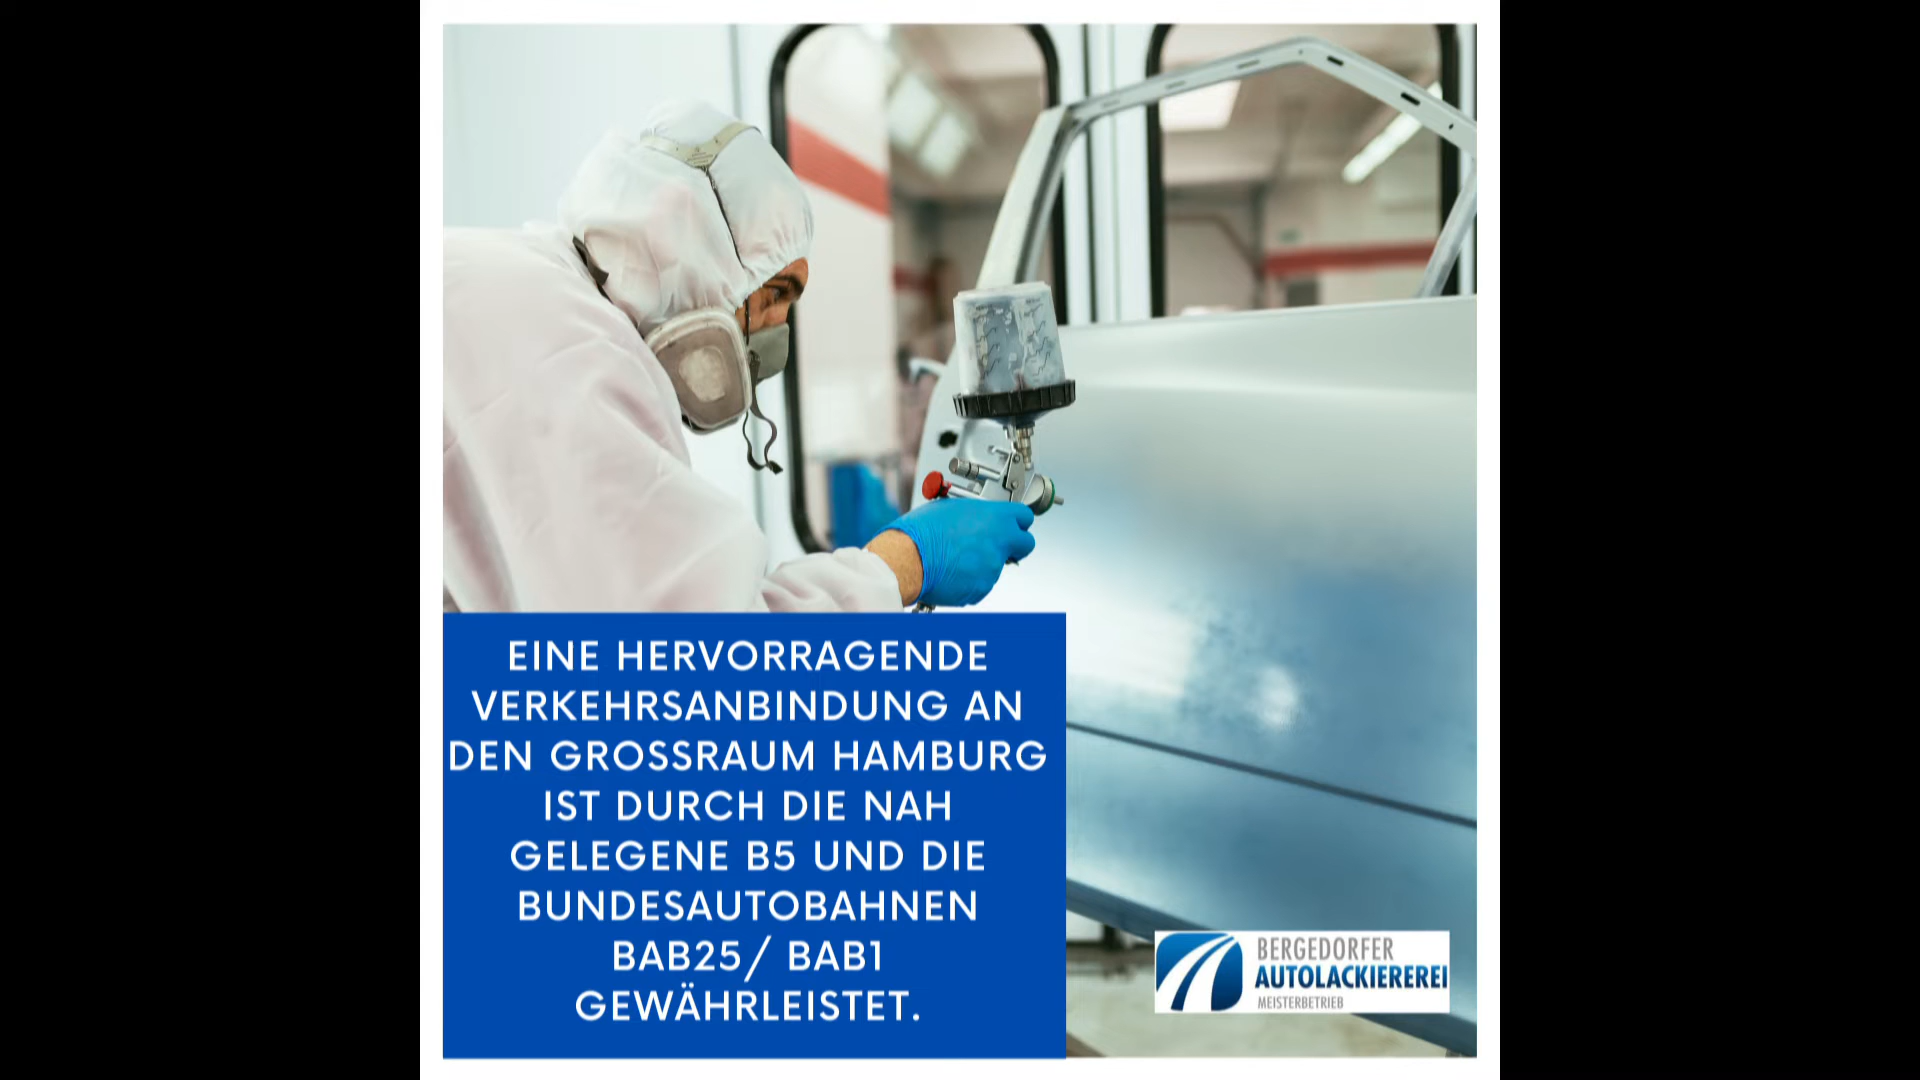 EINE HERVORRAGENDE
VERKEHRSANBINDUNG AN
DEN GROSSRAUM HAMBURG
IST DURCH DIE NAH
GELEGENE B5 UND DIE
BUNDESAUTOBAHNEN
BAB25/ BAB1
GEWÄHRLEISTET.
BERGEDORFER
AUTOLACKIEREREI
MEISTERBETRIEB